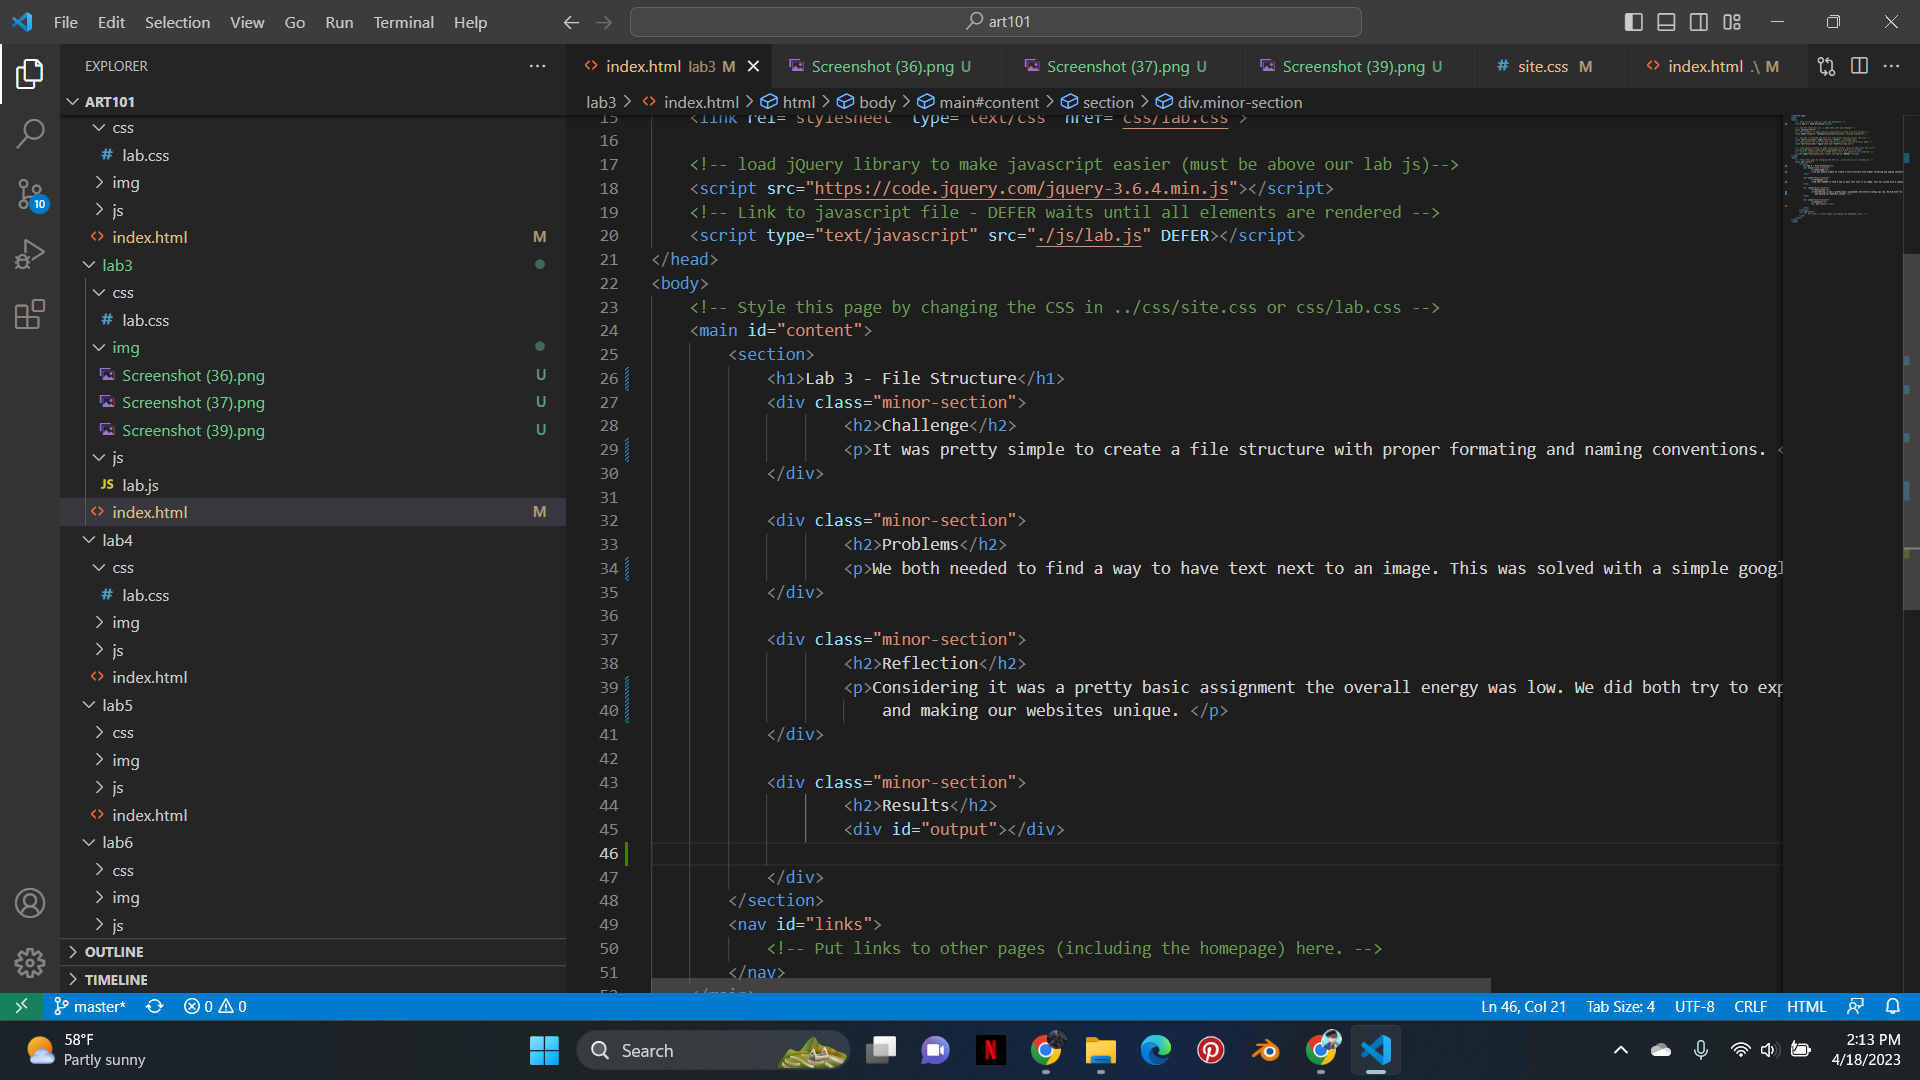 File Edit Selection View Go Run Terminal Help
art101
EXPLORER
index.html lab3 M
Screenshot (36).png U
Screenshot (37).png U
Screenshot (39).png U
site.css M
index.html .\ M
ART101
lab3 > index.html > html > body > main#content > section > div.minor-section
css
lab.css
img
js
index.html M
lab3
css
lab.css
img
Screenshot (36).png U
Screenshot (37).png U
Screenshot (39).png U
js
JS lab.js
index.html M
lab4
css
lab.css
img
js
index.html
lab5
css
img
js
index.html
lab6
css
img
js
OUTLINE
TIMELINE
15 <link rel="stylesheet" type="text/css" href="css/lab.css">
16
17 <!-- load jQuery library to make javascript easier (must be above our lab js)-->
18 <script src="https://code.jquery.com/jquery-3.6.4.min.js"></script>
19 <!-- Link to javascript file - DEFER waits until all elements are rendered -->
20 <script type="text/javascript" src="./js/lab.js" DEFER></script>
21 </head>
22 <body>
23 <!-- Style this page by changing the CSS in ../css/site.css or css/lab.css -->
24 <main id="content">
25 <section>
26 <h1>Lab 3 - File Structure</h1>
27 <div class="minor-section">
28 <h2>Challenge</h2>
29 <p>It was pretty simple to create a file structure with proper formating and naming conventions. <
30 </div>
31
32 <div class="minor-section">
33 <h2>Problems</h2>
34 <p>We both needed to find a way to have text next to an image. This was solved with a simple googl
35 </div>
36
37 <div class="minor-section">
38 <h2>Reflection</h2>
39 <p>Considering it was a pretty basic assignment the overall energy was low. We did both try to exp
40 and making our websites unique. </p>
41 </div>
42
43 <div class="minor-section">
44 <h2>Results</h2>
45 <div id="output"></div>
46
47 </div>
48 </section>
49 <nav id="links">
50 <!-- Put links to other pages (including the homepage) here. -->
51 </nav>
10
master* 0 0
Ln 46, Col 21 Tab Size: 4 UTF-8 CRLF HTML
58°F
Partly sunny
Search
2:13 PM
4/18/2023